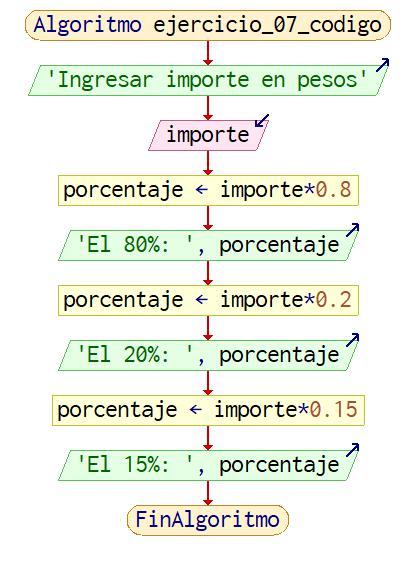 Algoritmo ejercicio_07_codigo
'Ingresar importe en pesos'
importe
porcentaje ← importe*0.8
'El 80%: ', porcentaje
porcentaje ← importe*0.2
'El 20%: ', porcentaje
porcentaje ← importe*0.15
'El 15%: ', porcentaje
FinAlgoritmo